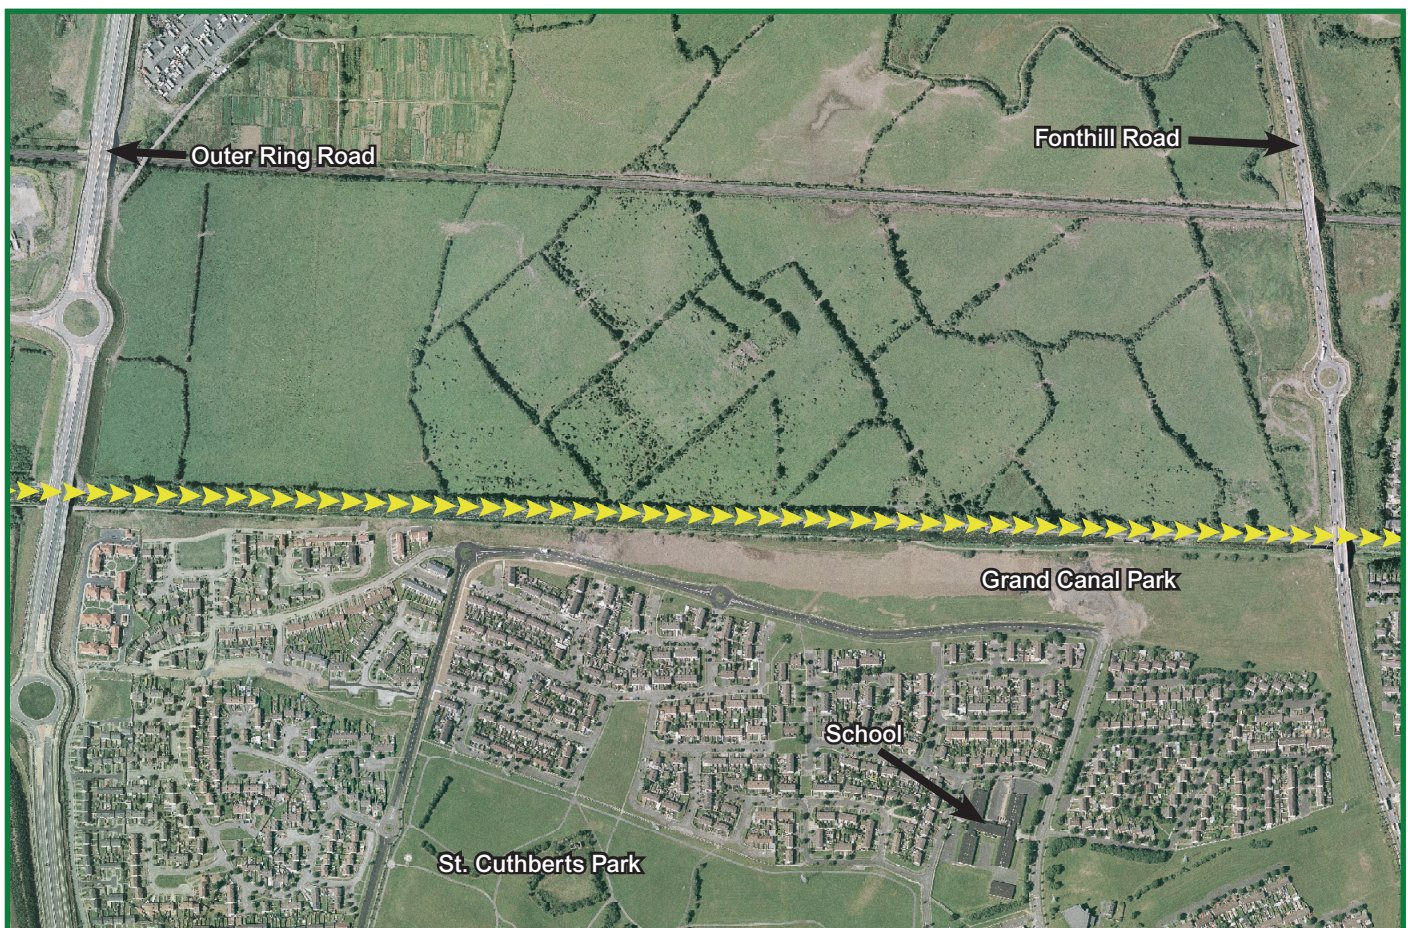 Fonthill Road
Outer Ring Road
Grand Canal Park
School
St. Cuthberts Park